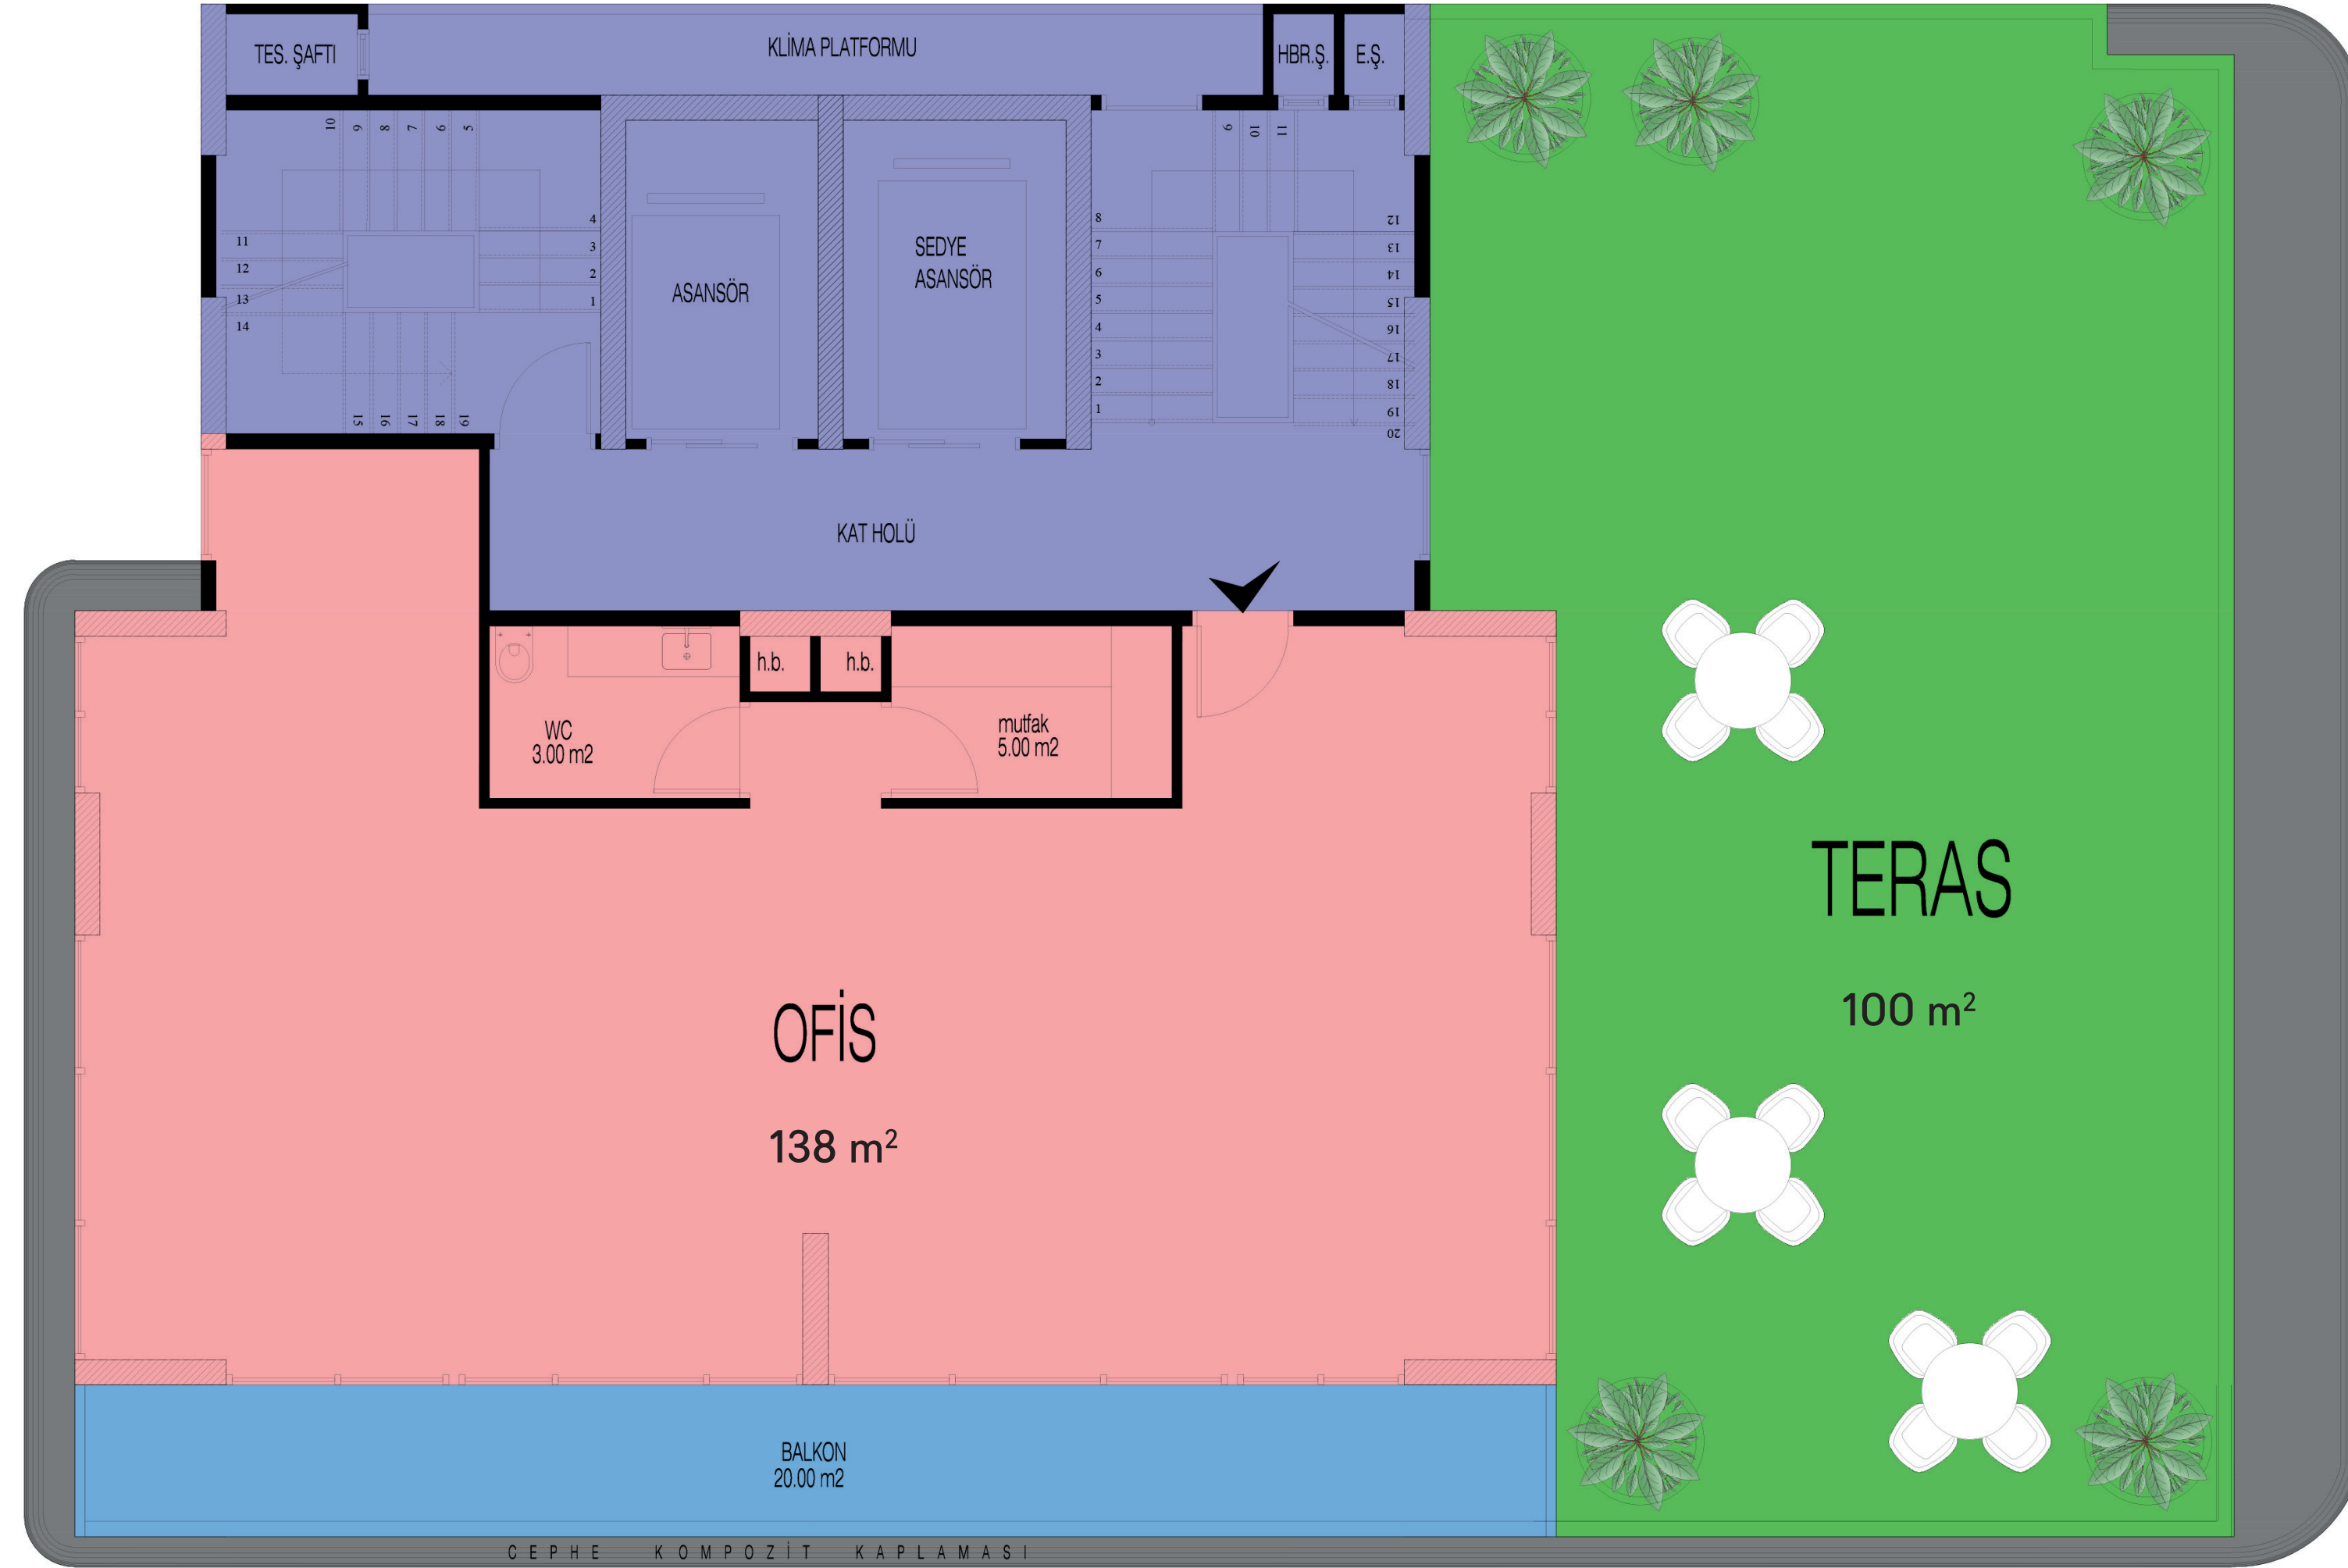 TES. ŞAFTI
KLİMA PLATFORMU
HBR.Ş.
E.Ş.
10 9 8 7 6 5
9 10 11
4
3
2
1
11
12
13
14
15 16 17 18 19
ASANSÖR
SEDYE
ASANSÖR
8
7
6
5
4
3
2
1
12
13
14
15
16
17
18
19
20
KAT HOLÜ
h.b.
h.b.
WC
3.00 m2
mutfak
5.00 m2
TERAS
100 m²
OFİS
138 m²
BALKON
20.00 m2
CEPHE KOMPOZİT KAPLAMASI